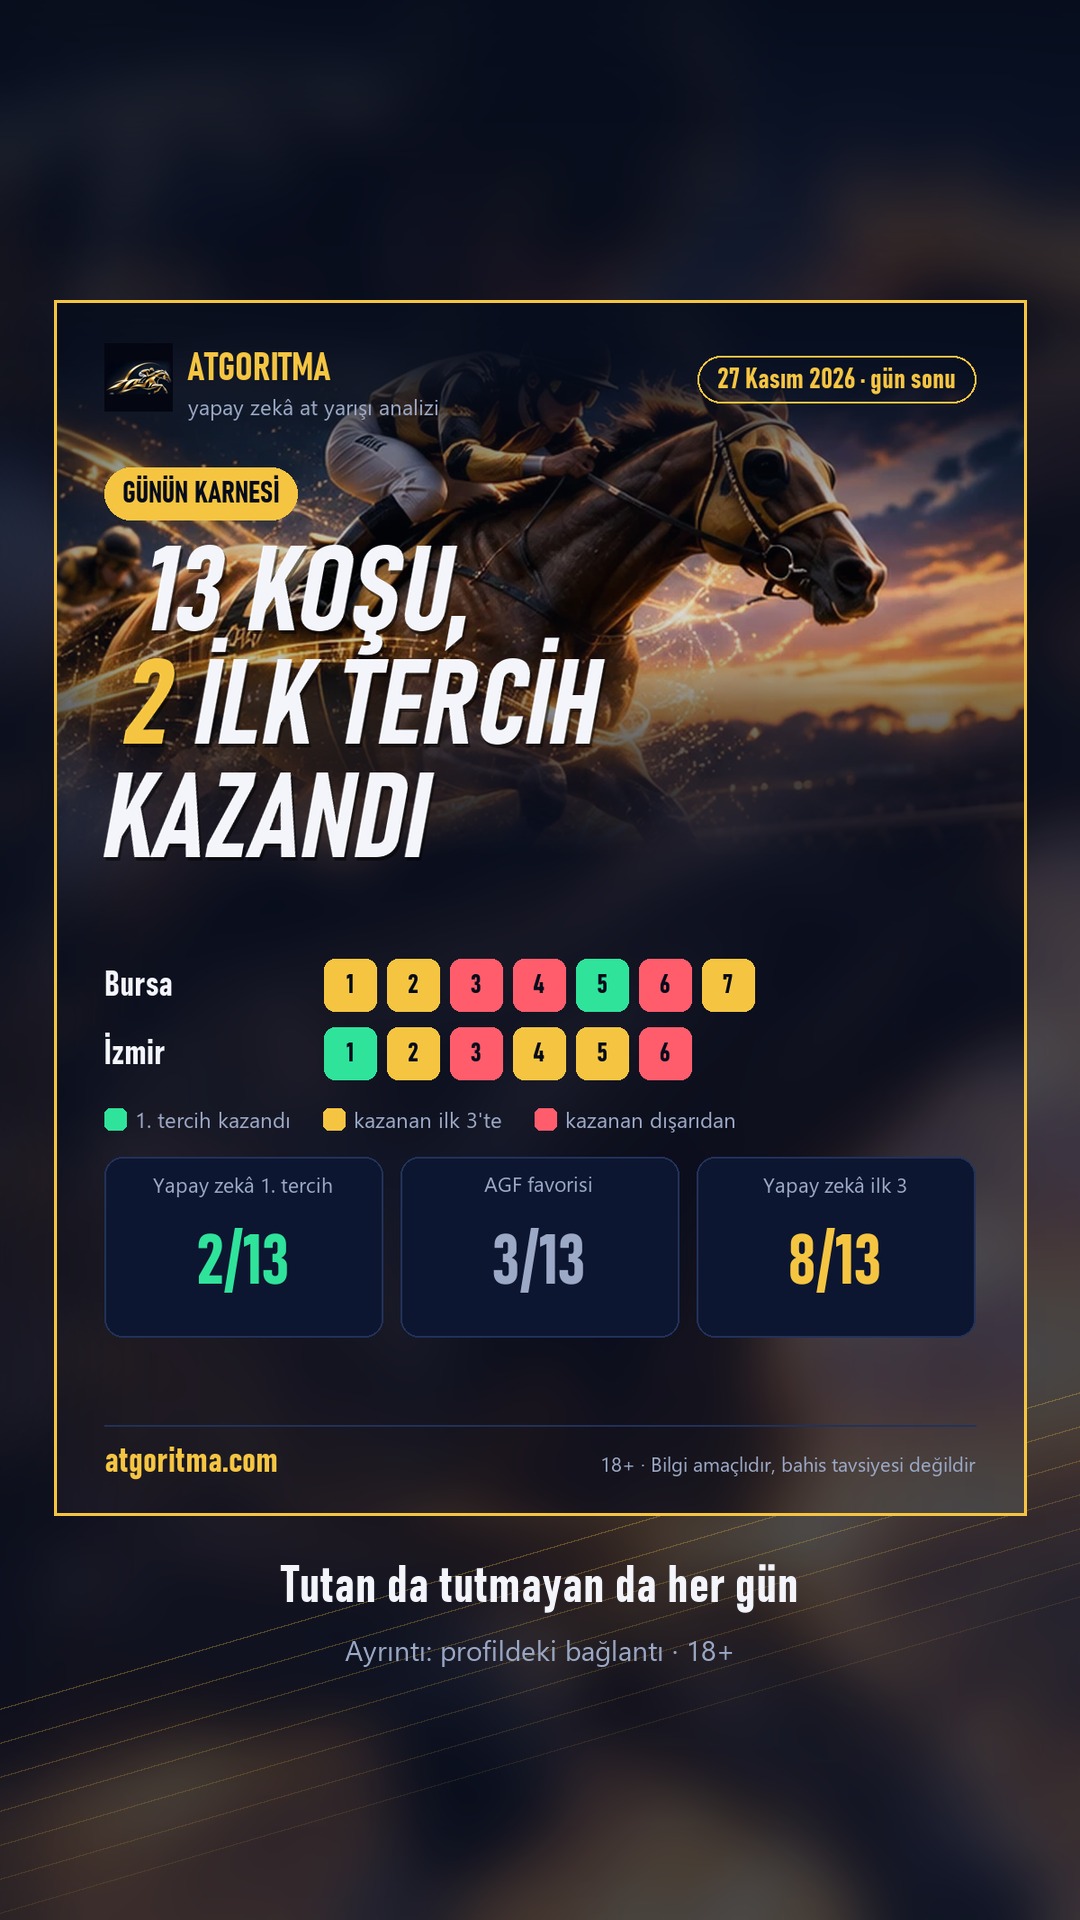 ATGORITMA
yapay zekâ at yarışı analizi
27 Kasım 2026 · gün sonu
GÜNÜN KARNESİ
13 KOŞU,
2 İLK TERCİH
KAZANDI
Bursa 1 2 3 4 5 6 7
İzmir 1 2 3 4 5 6
1. tercih kazandı kazanan ilk 3'te kazanan dışarıdan
Yapay zekâ 1. tercih
2/13
AGF favorisi
3/13
Yapay zekâ ilk 3
8/13
atgoritma.com
18+ · Bilgi amaçlıdır, bahis tavsiyesi değildir
Tutan da tutmayan da her gün
Ayrıntı: profildeki bağlantı · 18+